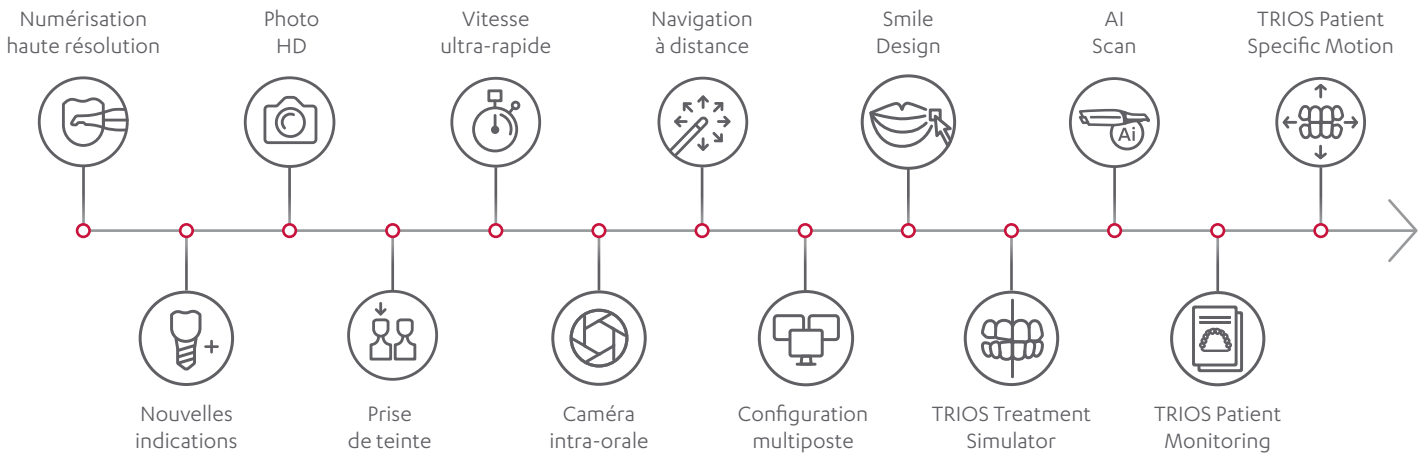 Numérisation
haute résolution
Photo
HD
Vitesse
ultra-rapide
Navigation
à distance
Smile
Design
AI
Scan
TRIOS Patient
Specific Motion
Ai
Nouvelles
indications
Prise
de teinte
Caméra
intra-orale
Configuration
multiposte
TRIOS Treatment
Simulator
TRIOS Patient
Monitoring